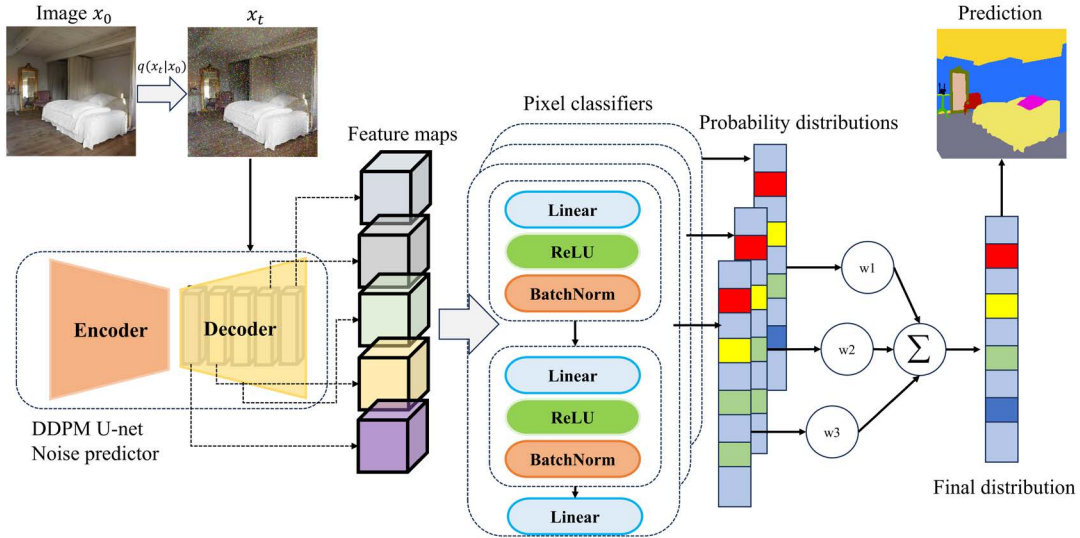 Image x₀
xₜ
Prediction
q(xₜ|x₀)
Feature maps
Pixel classifiers
Probability distributions
Linear
ReLU
BatchNorm
Encoder
Decoder
Linear
ReLU
BatchNorm
Linear
w1
w2
w3
Σ
DDPM U-net
Noise predictor
Final distribution